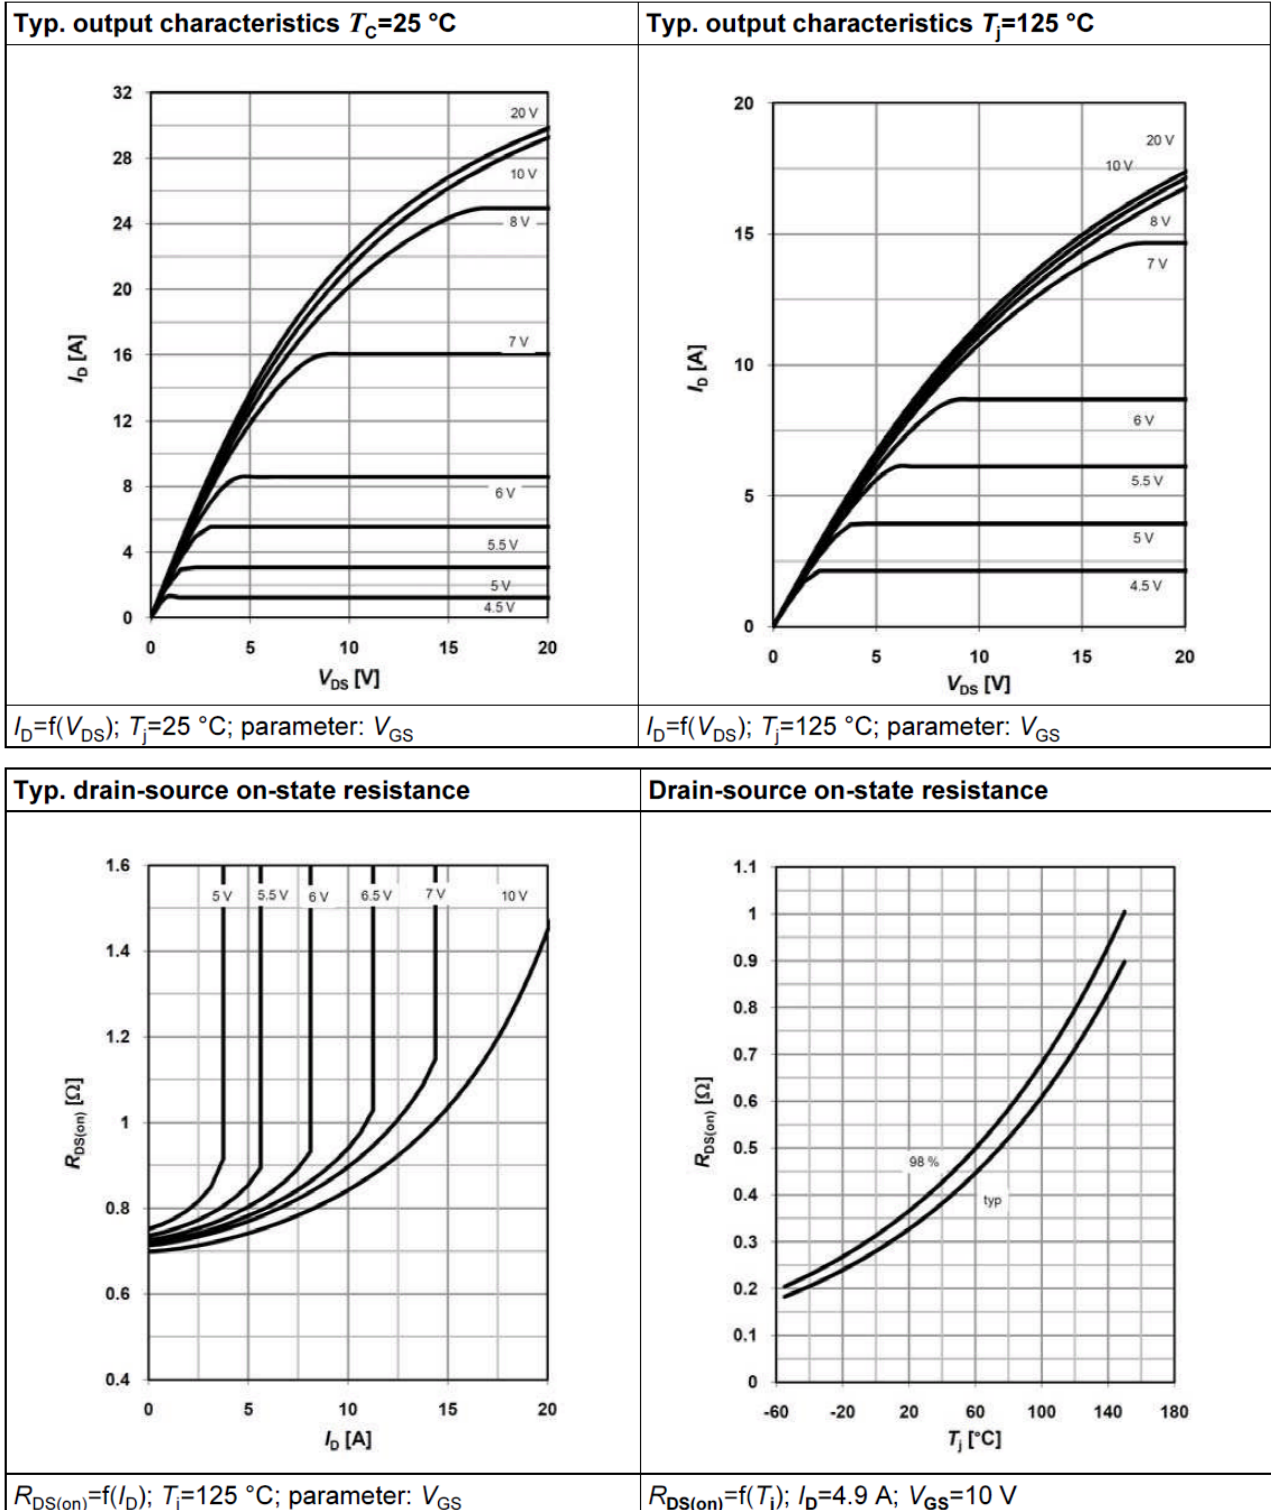 Typ. output characteristics TC=25 °C
Typ. output characteristics Tj=125 °C
32
28
24
20
16
12
8
4
0
ID [A]
20 V
10 V
8 V
7 V
6 V
5.5 V
5 V
4.5 V
0 5 10 15 20
VDS [V]
20
15
10
5
0
ID [A]
20 V
10 V
8 V
7 V
6 V
5.5 V
5 V
4.5 V
0 5 10 15 20
VDS [V]
ID=f(VDS); Tj=25 °C; parameter: VGS
ID=f(VDS); Tj=125 °C; parameter: VGS
Typ. drain-source on-state resistance
Drain-source on-state resistance
1.6
1.4
1.2
1
0.8
0.6
0.4
RDS(on) [Ω]
5 V 5.5 V 6 V 6.5 V 7 V 10 V
0 5 10 15 20
ID [A]
1.1
1
0.9
0.8
0.7
0.6
0.5
0.4
0.3
0.2
0.1
0
RDS(on) [Ω]
98 %
typ
-60 -20 20 60 100 140 180
Tj [°C]
RDS(on)=f(ID); Tj=125 °C; parameter: VGS
RDS(on)=f(Tj); ID=4.9 A; VGS=10 V